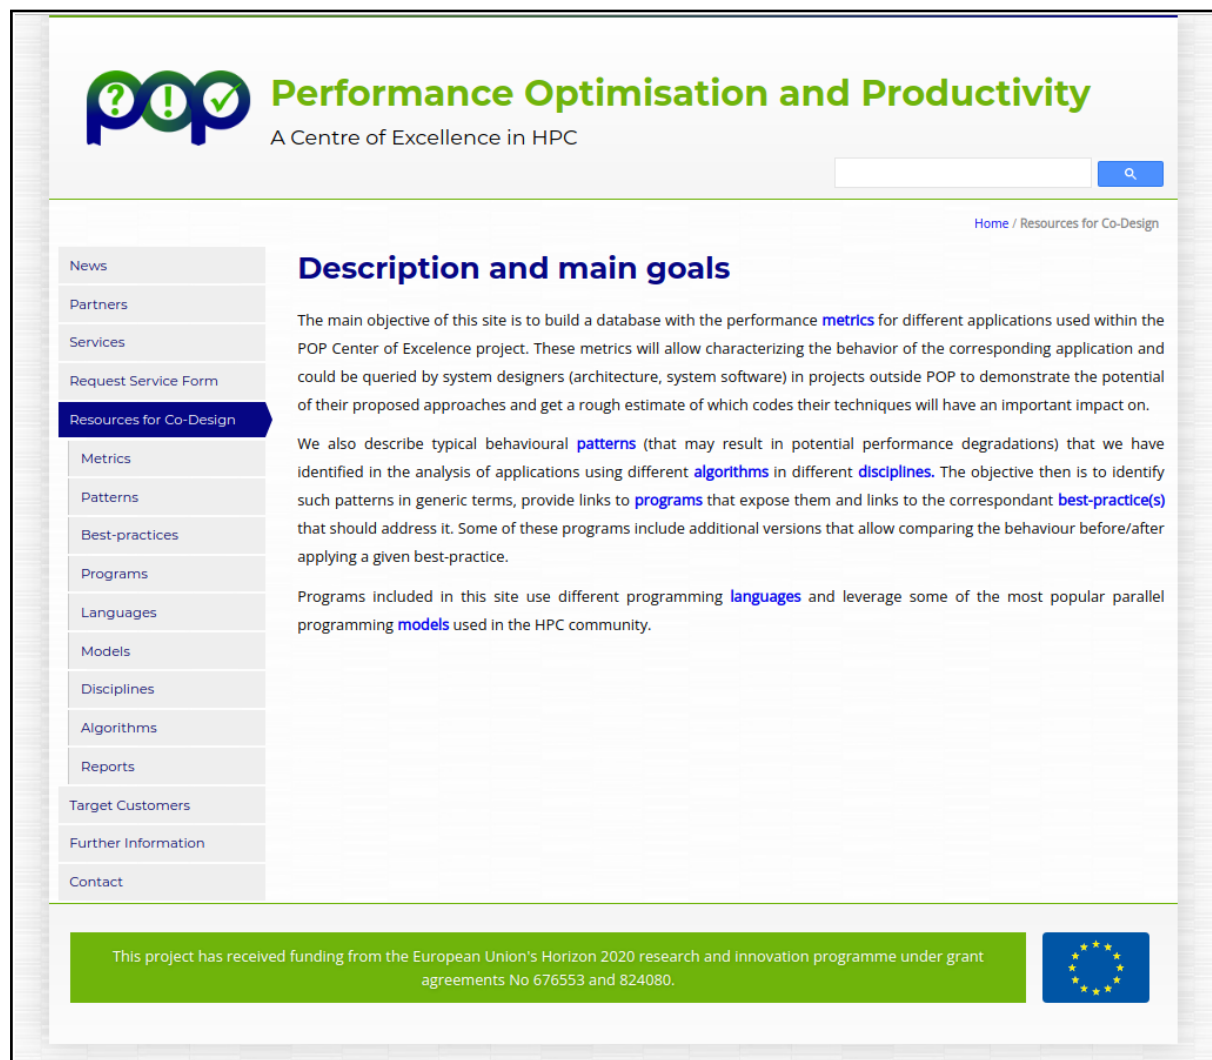 pop
Performance Optimisation and Productivity
A Centre of Excellence in HPC
Home / Resources for Co-Design
News
Partners
Services
Request Service Form
Resources for Co-Design
Metrics
Patterns
Best-practices
Programs
Languages
Models
Disciplines
Algorithms
Reports
Target Customers
Further Information
Contact
Description and main goals
The main objective of this site is to build a database with the performance metrics for different applications used within the
POP Center of Excelence project. These metrics will allow characterizing the behavior of the corresponding application and
could be queried by system designers (architecture, system software) in projects outside POP to demonstrate the potential
of their proposed approaches and get a rough estimate of which codes their techniques will have an important impact on.
We also describe typical behavioural patterns (that may result in potential performance degradations) that we have
identified in the analysis of applications using different algorithms in different disciplines. The objective then is to identify
such patterns in generic terms, provide links to programs that expose them and links to the correspondant best-practice(s)
that should address it. Some of these programs include additional versions that allow comparing the behaviour before/after
applying a given best-practice.
Programs included in this site use different programming languages and leverage some of the most popular parallel
programming models used in the HPC community.
This project has received funding from the European Union's Horizon 2020 research and innovation programme under grant
agreements No 676553 and 824080.